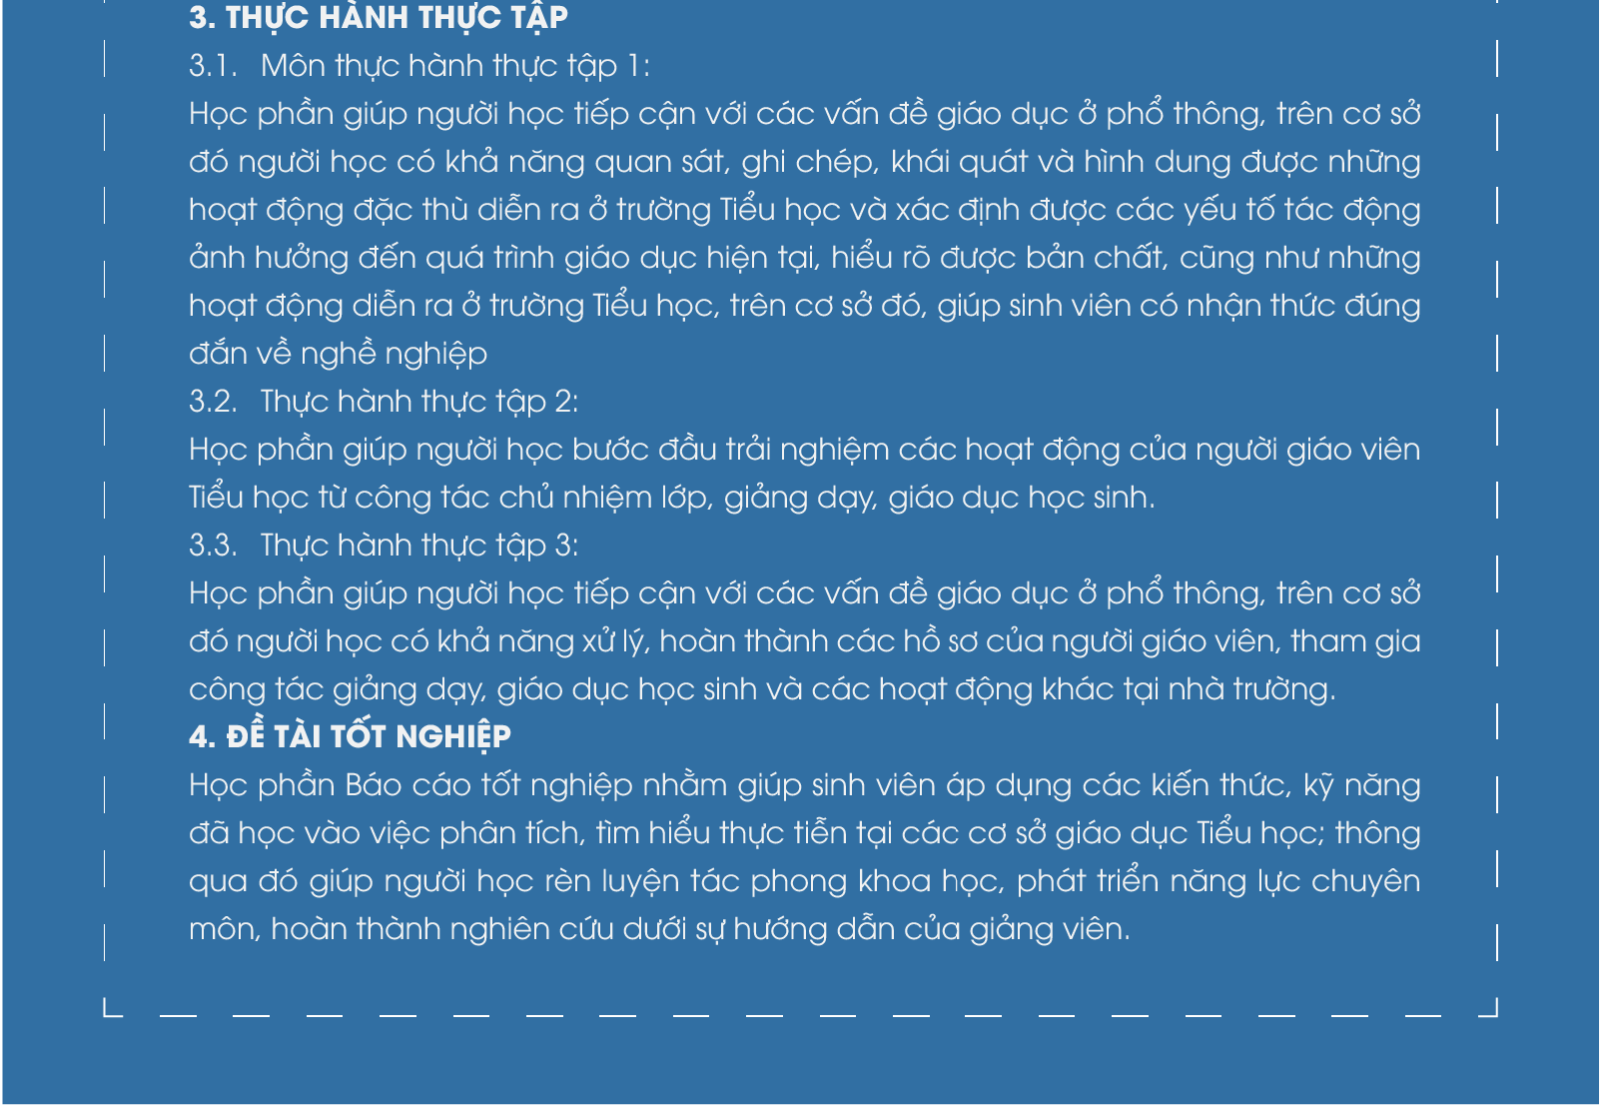 3. THỰC HÀNH THỰC TẬP
3.1. Môn thực hành thực tập 1:
Học phần giúp người học tiếp cận với các vấn đề giáo dục ở phổ thông, trên cơ sở
đó người học có khả năng quan sát, ghi chép, khái quát và hình dung được những
hoạt động đặc thù diễn ra ở trường Tiểu học và xác định được các yếu tố tác động
ảnh hưởng đến quá trình giáo dục hiện tại, hiểu rõ được bản chất, cũng như những
hoạt động diễn ra ở trường Tiểu học, trên cơ sở đó, giúp sinh viên có nhận thức đúng
đắn về nghề nghiệp
3.2. Thực hành thực tập 2:
Học phần giúp người học bước đầu trải nghiệm các hoạt động của người giáo viên
Tiểu học từ công tác chủ nhiệm lớp, giảng dạy, giáo dục học sinh.
3.3. Thực hành thực tập 3:
Học phần giúp người học tiếp cận với các vấn đề giáo dục ở phổ thông, trên cơ sở
đó người học có khả năng xử lý, hoàn thành các hồ sơ của người giáo viên, tham gia
công tác giảng dạy, giáo dục học sinh và các hoạt động khác tại nhà trường.
4. ĐỀ TÀI TỐT NGHIỆP
Học phần Báo cáo tốt nghiệp nhằm giúp sinh viên áp dụng các kiến thức, kỹ năng
đã học vào việc phân tích, tìm hiểu thực tiễn tại các cơ sở giáo dục Tiểu học; thông
qua đó giúp người học rèn luyện tác phong khoa học, phát triển năng lực chuyên
môn, hoàn thành nghiên cứu dưới sự hướng dẫn của giảng viên.